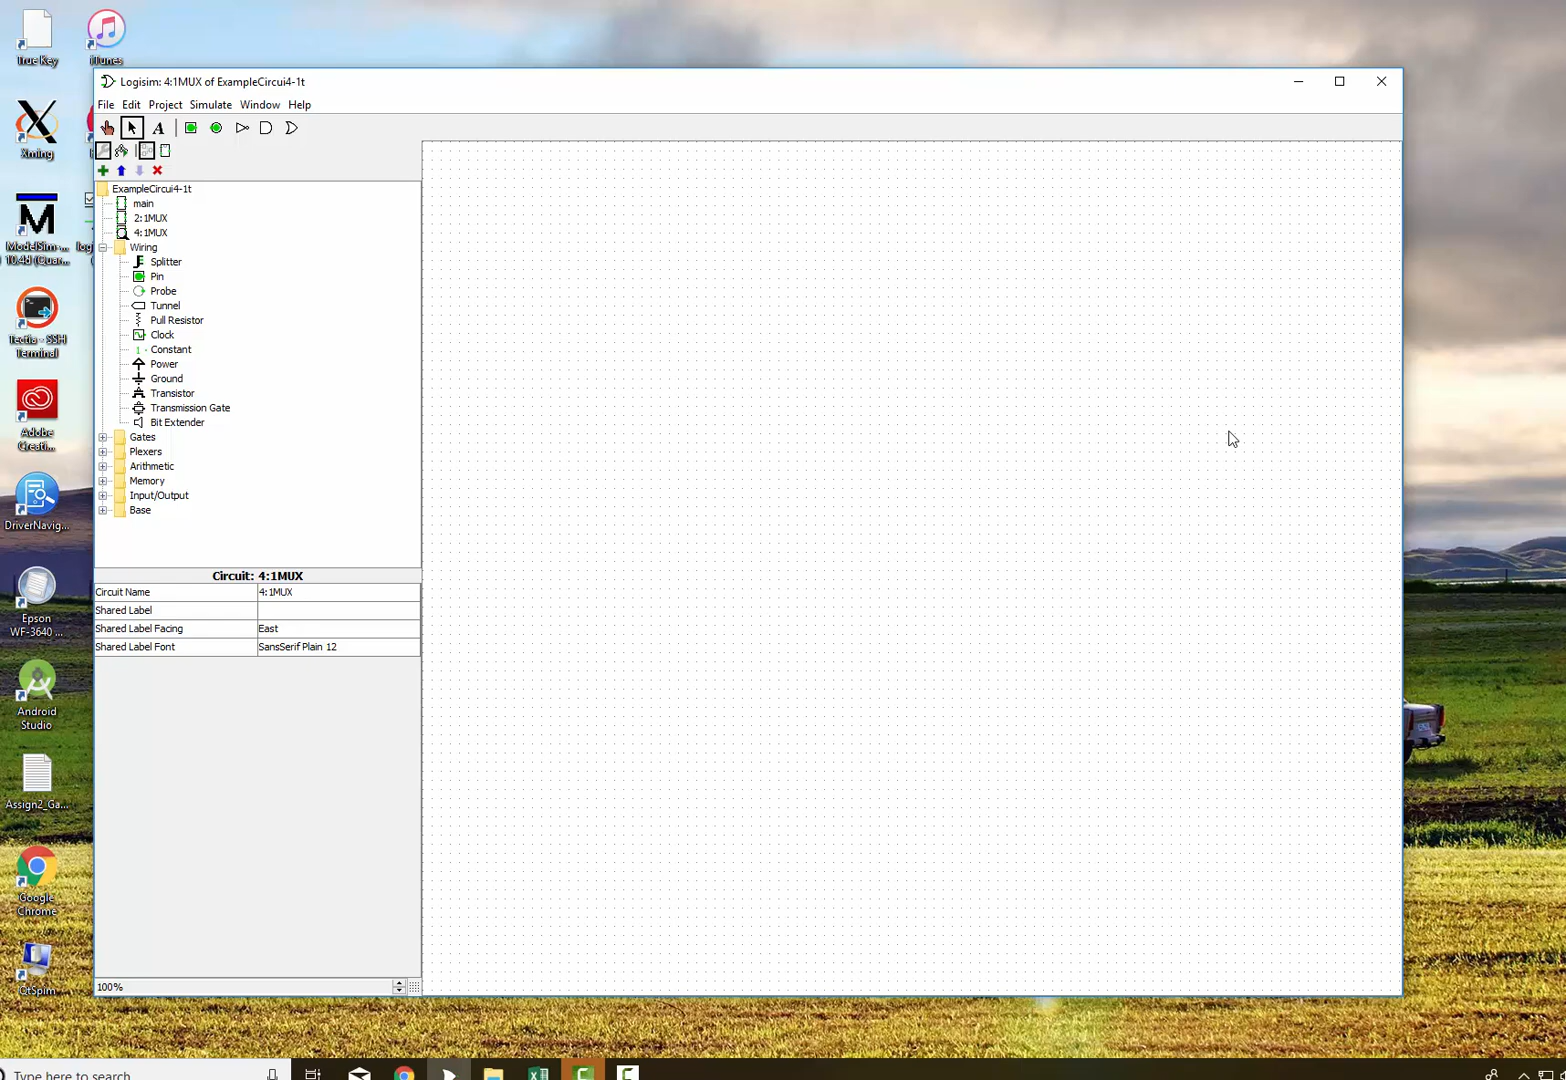 True Key
iTunes
Xming
ModelSim-...
10.4d (Quar...
Tectia - SSH
Terminal
Adobe
Creati...
DriverNavig...
Epson
WF-3640 ...
Android
Studio
Assign2_Ga...
Google
Chrome
QtSpim
Logisim: 4:1MUX of ExampleCircui4-1t
File Edit Project Simulate Window Help
A
ExampleCircui4-1t
main
2:1MUX
4:1MUX
Wiring
Splitter
Pin
Probe
Tunnel
Pull Resistor
Clock
Constant
Power
Ground
Transistor
Transmission Gate
Bit Extender
Gates
Plexers
Arithmetic
Memory
Input/Output
Base
Circuit: 4:1MUX
Circuit Name 4:1MUX
Shared Label
Shared Label Facing East
Shared Label Font SansSerif Plain 12
100%
Type here to search